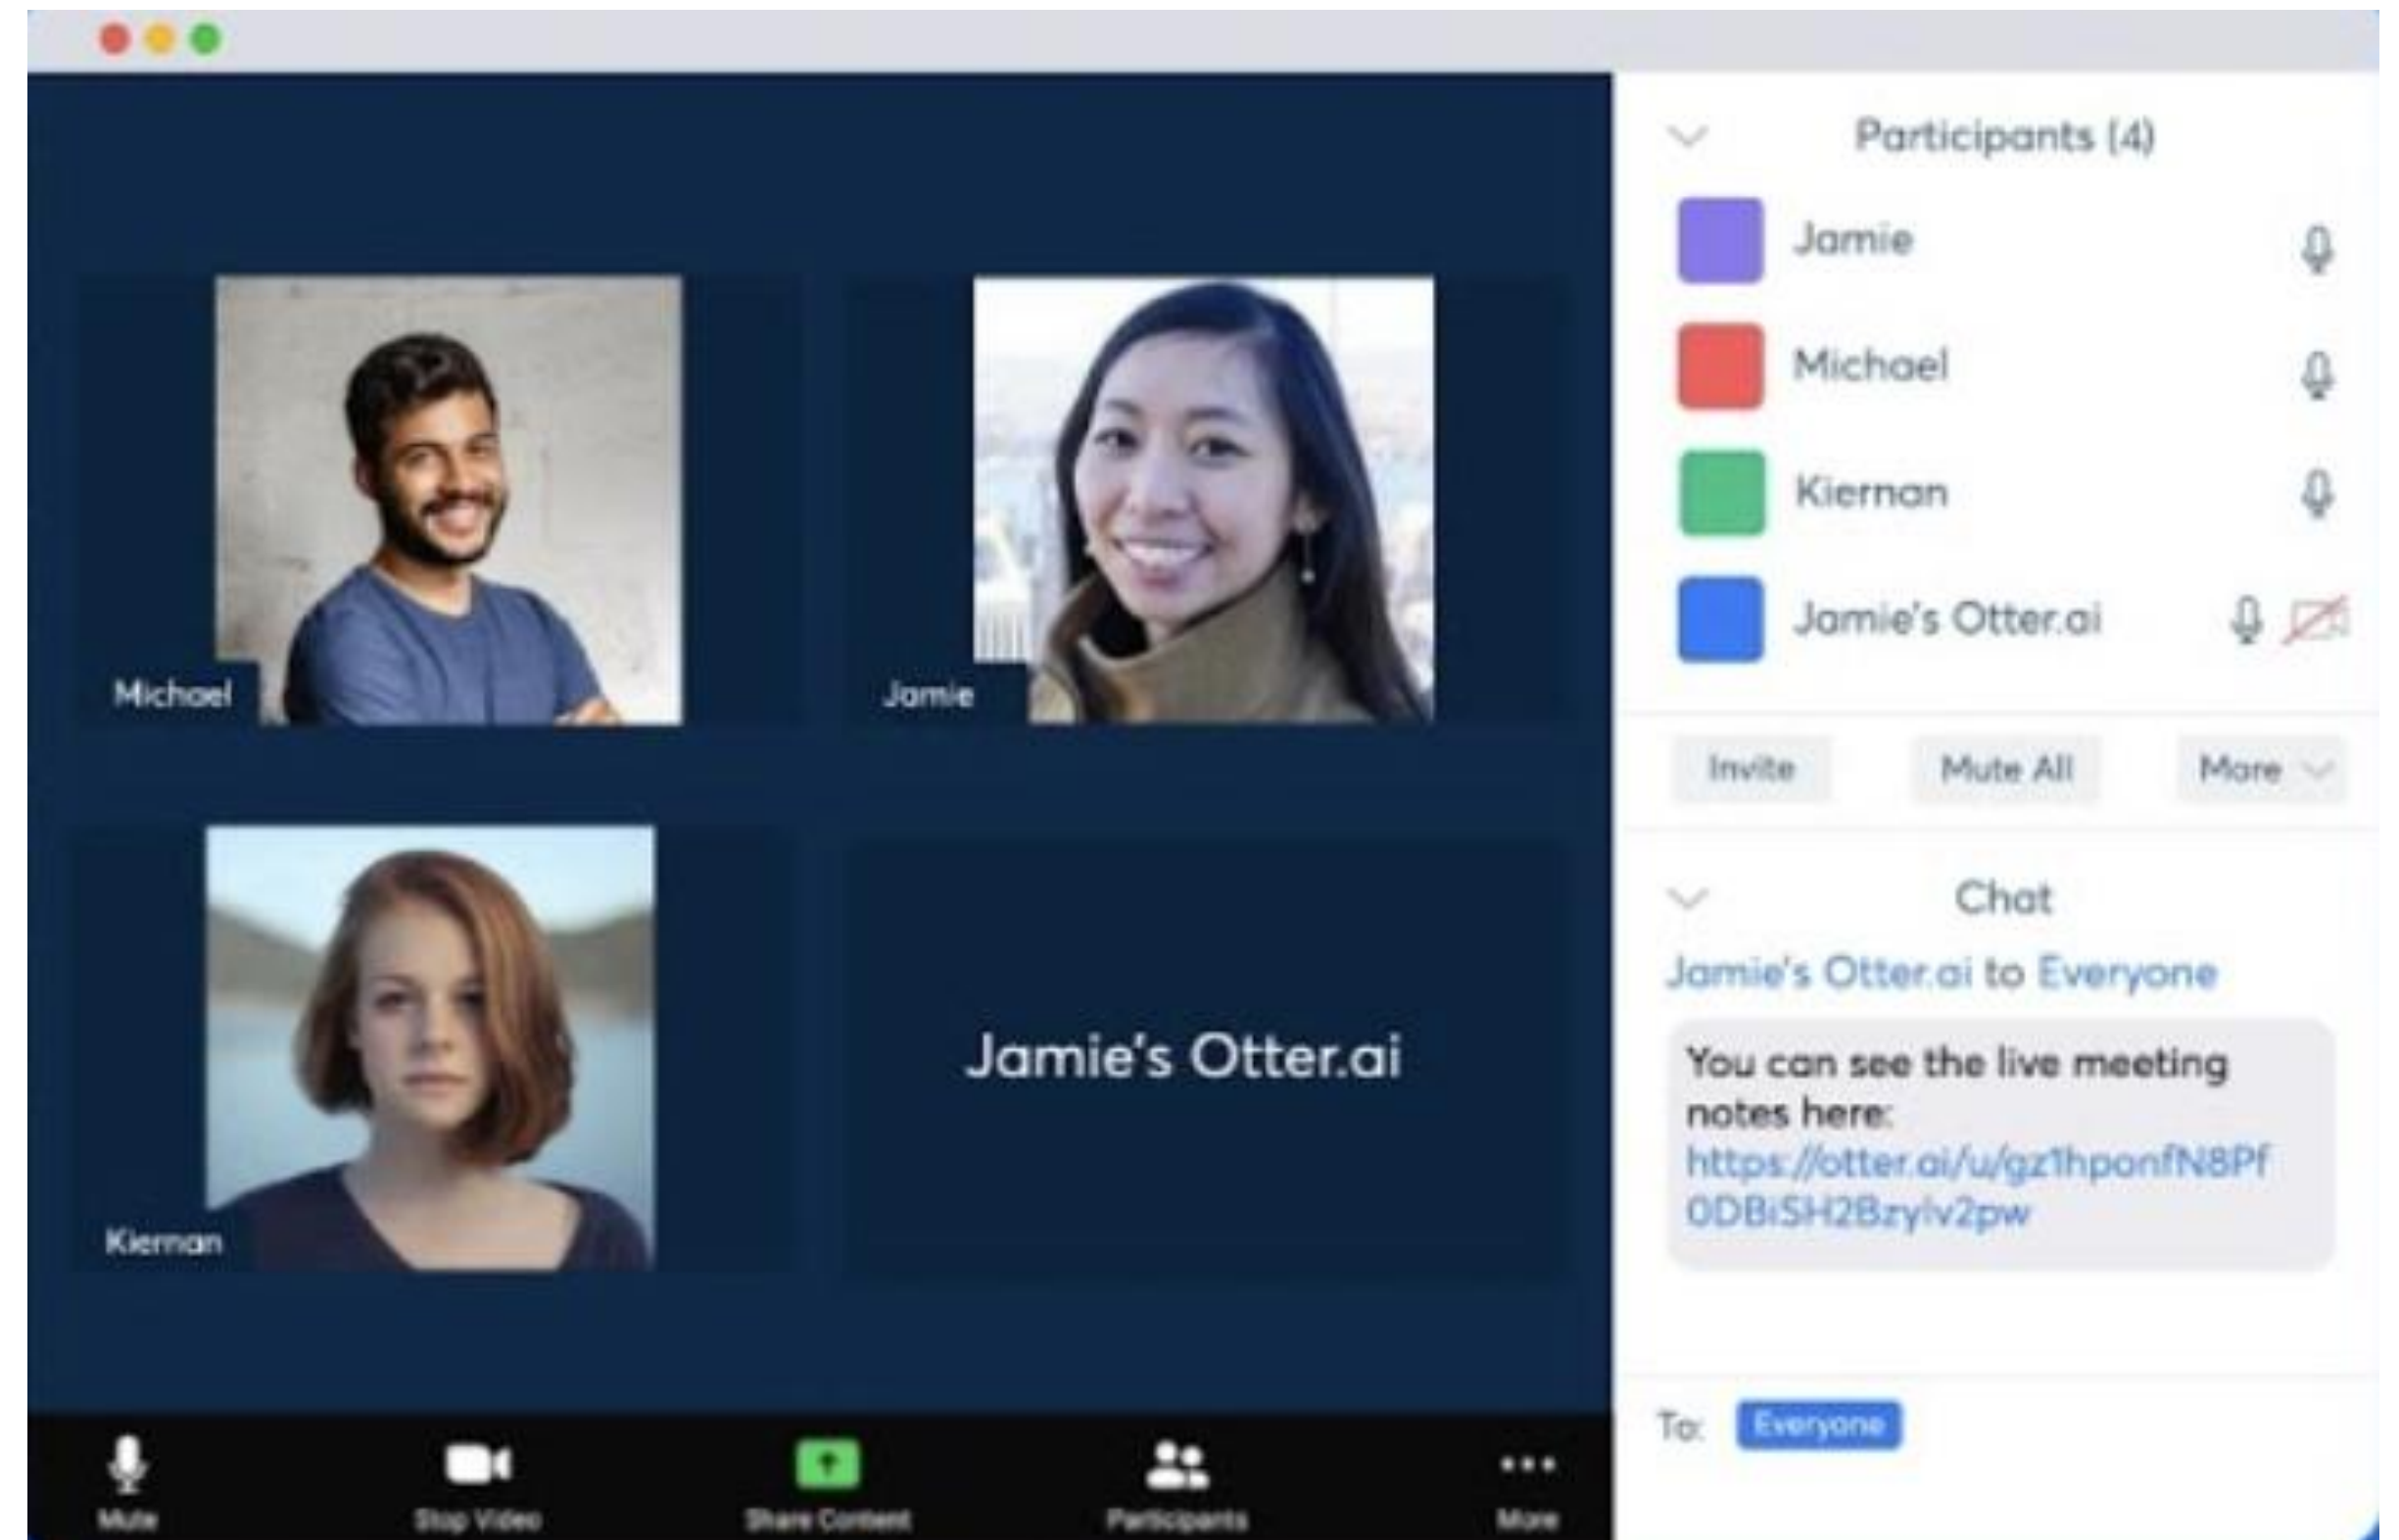 Participants (4)
Jamie
Michael
Kiernan
Jamie's Otter.ai
Invite
Mute All
More
Chat
Jamie's Otter.ai to Everyone
You can see the live meeting
notes here:
https://otter.ai/u/gz1hponfN8Pf
0DBiSH2Bzylv2pw
To: Everyone
Michael
Jamie
Kiernan
Jamie's Otter.ai
Mute
Stop Video
Share Content
Participants
More